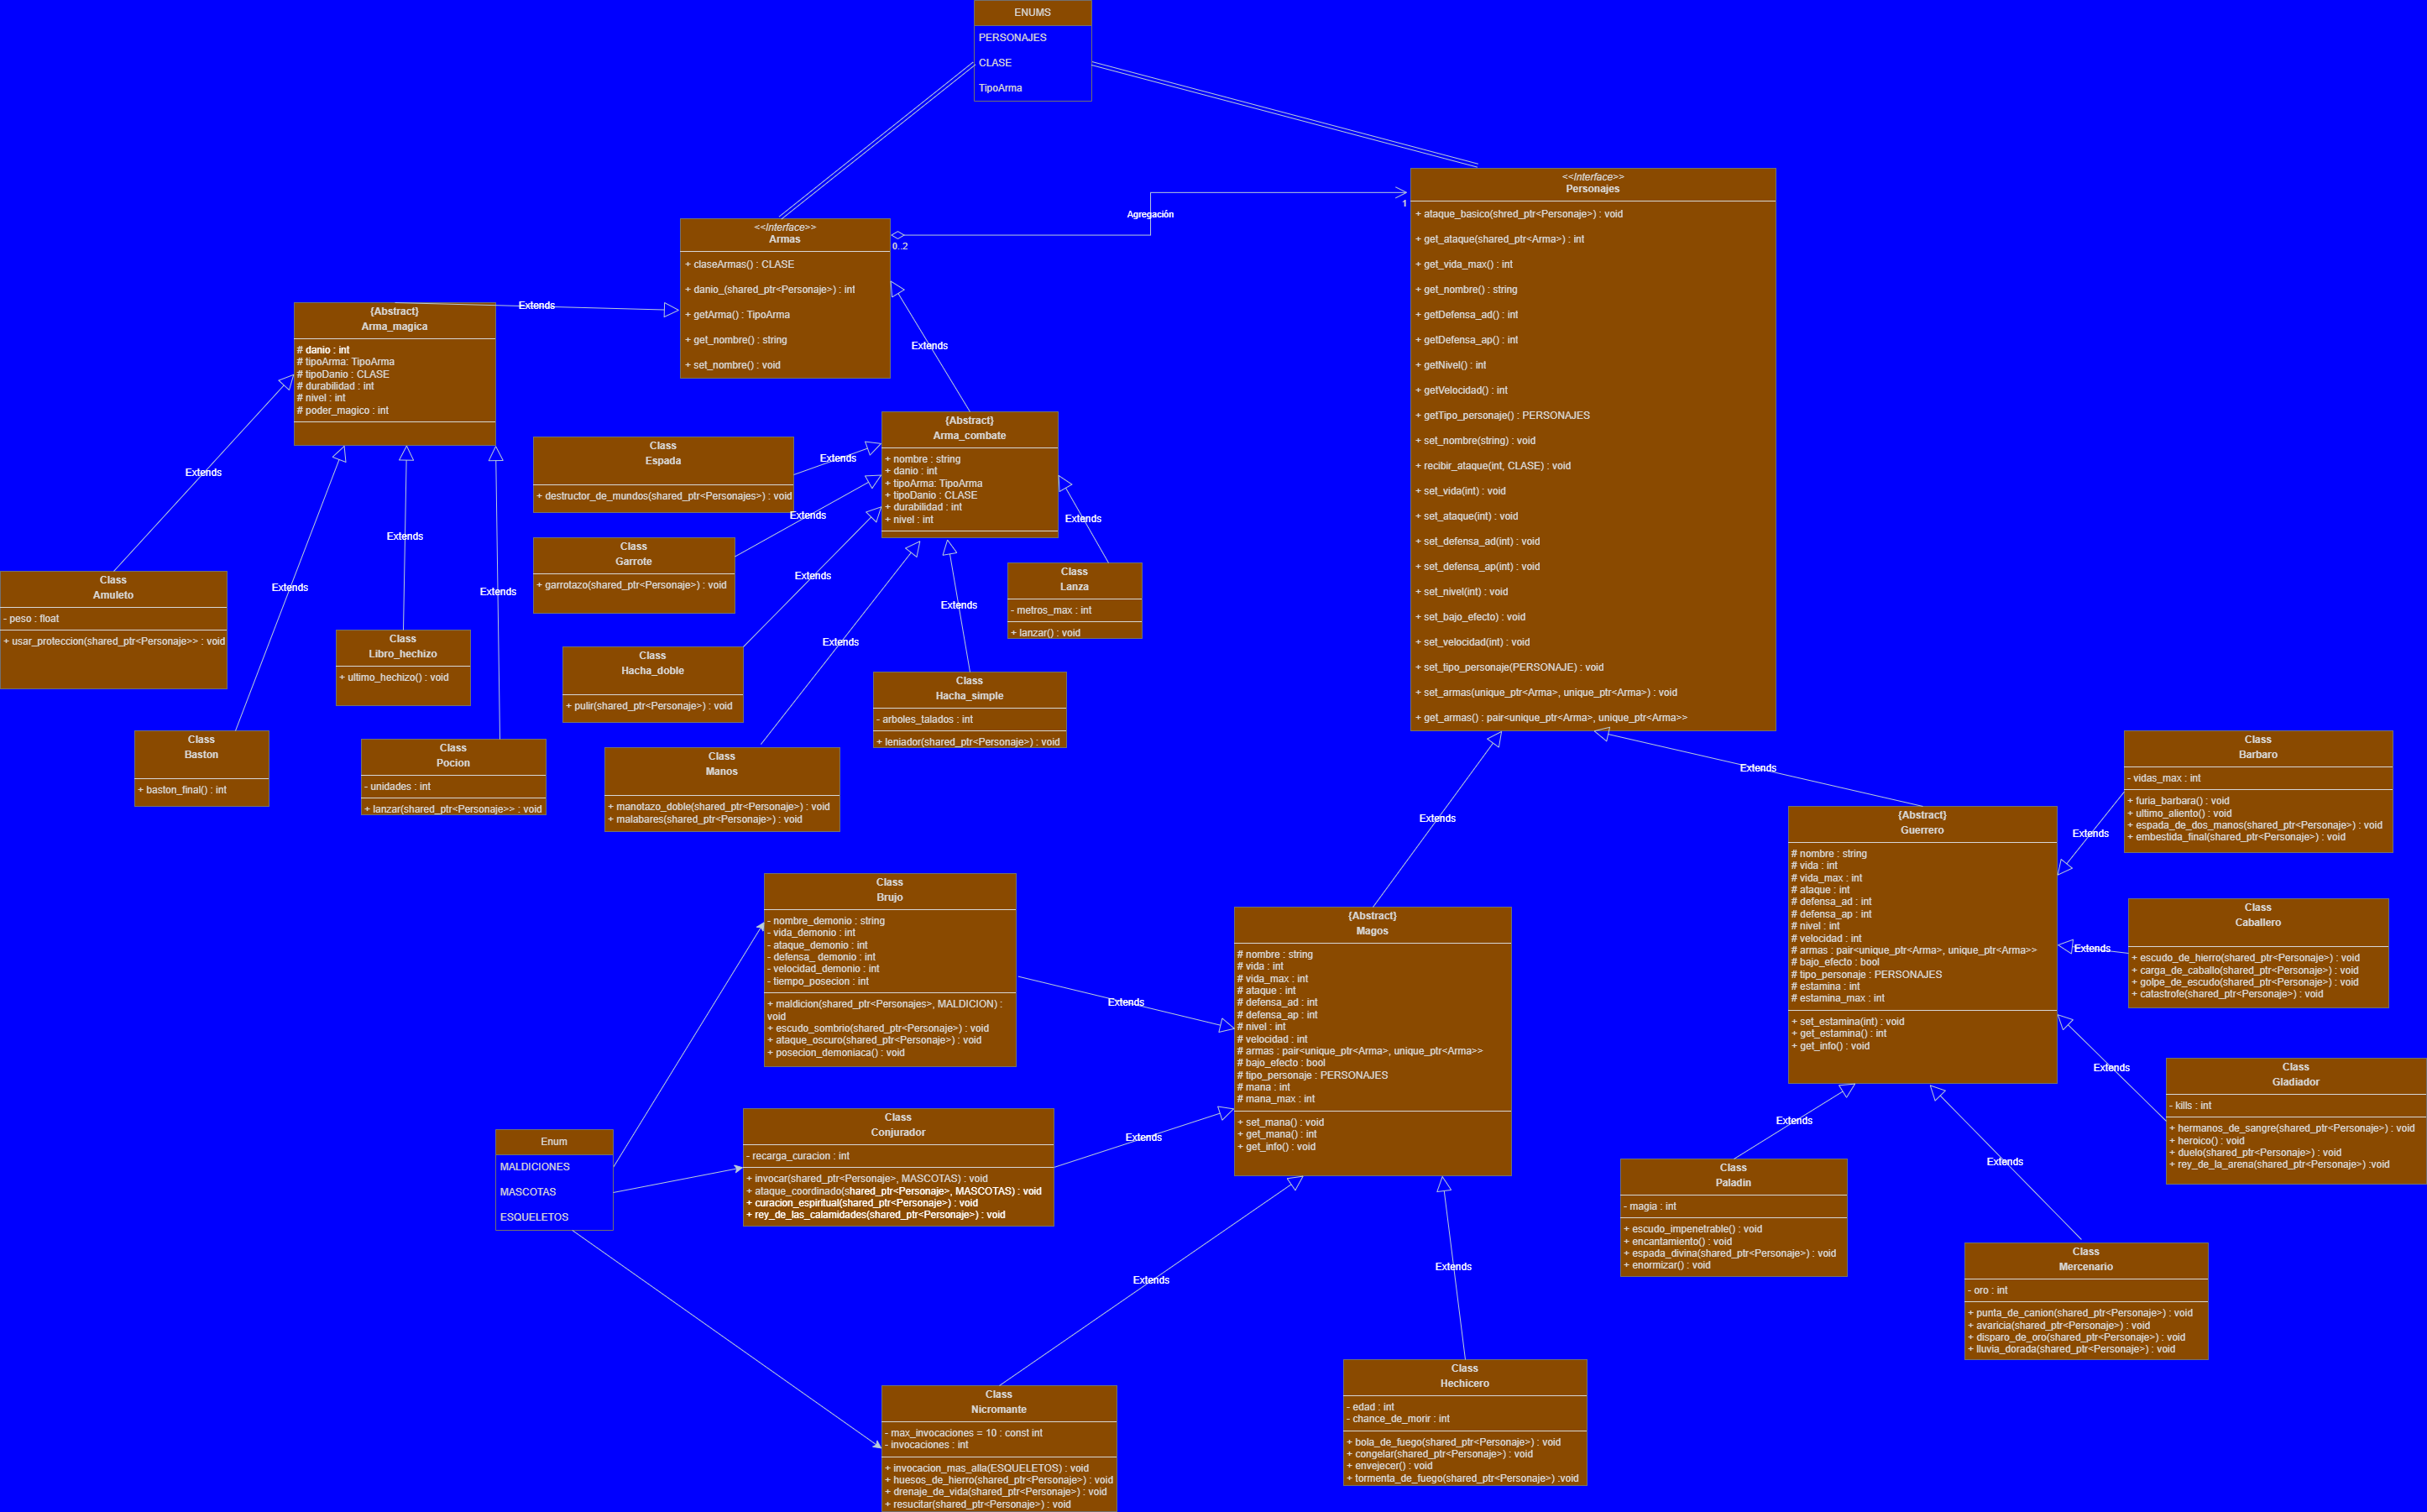 ENUMS
PERSONAJES
CLASE
TipoArma
<<Interface>>
Personajes
+ ataque_basico(shred_ptr<Personaje>) : void
+ get_ataque(shared_ptr<Arma>) : int
+ get_vida_max() : int
+ get_nombre() : string
+ getDefensa_ad() : int
+ getDefensa_ap() : int
+ getNivel() : int
+ getVelocidad() : int
+ getTipo_personaje() : PERSONAJES
+ set_nombre(string) : void
+ recibir_ataque(int, CLASE) : void
+ set_vida(int) : void
+ set_ataque(int) : void
+ set_defensa_ad(int) : void
+ set_defensa_ap(int) : void
+ set_nivel(int) : void
+ set_bajo_efecto) : void
+ set_velocidad(int) : void
+ set_tipo_personaje(PERSONAJE) : void
+ set_armas(unique_ptr<Arma>, unique_ptr<Arma>) : void
+ get_armas() : pair<unique_ptr<Arma>, unique_ptr<Arma>>
Agregación
1
0..2
<<Interface>>
Armas
+ claseArmas() : CLASE
+ danio_(shared_ptr<Personaje>) : int
+ getArma() : TipoArma
+ get_nombre() : string
+ set_nombre() : void
Extends
Extends
{Abstract}
Arma_magica
# danio : int
# tipoArma: TipoArma
# tipoDanio : CLASE
# durabilidad : int
# nivel : int
# poder_magico : int
{Abstract}
Arma_combate
+ nombre : string
+ danio : int
+ tipoArma: TipoArma
+ tipoDanio : CLASE
+ durabilidad : int
+ nivel : int
Class
Espada
+ destructor_de_mundos(shared_ptr<Personajes>) : void
Extends
Extends
Extends
Extends
Extends
Extends
Class
Garrote
+ garrotazo(shared_ptr<Personaje>) : void
Class
Lanza
- metros_max : int
+ lanzar() : void
Extends
Extends
Extends
Extends
Class
Amuleto
- peso : float
+ usar_proteccion(shared_ptr<Personaje>> : void
Class
Libro_hechizo
+ ultimo_hechizo() : void
Class
Hacha_doble
+ pulir(shared_ptr<Personaje>) : void
Class
Hacha_simple
- arboles_talados : int
+ leniador(shared_ptr<Personaje>) : void
Class
Baston
+ baston_final() : int
Class
Pocion
- unidades : int
+ lanzar(shared_ptr<Personaje>> : void
Class
Manos
+ manotazo_doble(shared_ptr<Personaje>) : void
+ malabares(shared_ptr<Personaje>) : void
Extends
Extends
Class
Barbaro
- vidas_max : int
+ furia_barbara() : void
+ ultimo_aliento() : void
+ espada_de_dos_manos(shared_ptr<Personaje>) : void
+ embestida_final(shared_ptr<Personaje>) : void
{Abstract}
Guerrero
# nombre : string
# vida : int
# vida_max : int
# ataque : int
# defensa_ad : int
# defensa_ap : int
# nivel : int
# velocidad : int
# armas : pair<unique_ptr<Arma>, unique_ptr<Arma>>
# bajo_efecto : bool
# tipo_personaje : PERSONAJES
# estamina : int
# estamina_max : int
+ set_estamina(int) : void
+ get_estamina() : int
+ get_info() : void
Extends
Extends
Extends
Extends
Extends
Class
Caballero
+ escudo_de_hierro(shared_ptr<Personaje>) : void
+ carga_de_caballo(shared_ptr<Personaje>) : void
+ golpe_de_escudo(shared_ptr<Personaje>) : void
+ catastrofe(shared_ptr<Personaje>) : void
Class
Gladiador
- kills : int
+ hermanos_de_sangre(shared_ptr<Personaje>) : void
+ heroico() : void
+ duelo(shared_ptr<Personaje>) : void
+ rey_de_la_arena(shared_ptr<Personaje>) :void
Class
Paladin
- magia : int
+ escudo_impenetrable() : void
+ encantamiento() : void
+ espada_divina(shared_ptr<Personaje>) : void
+ enormizar() : void
Class
Mercenario
- oro : int
+ punta_de_canion(shared_ptr<Personaje>) : void
+ avaricia(shared_ptr<Personaje>) : void
+ disparo_de_oro(shared_ptr<Personaje>) : void
+ lluvia_dorada(shared_ptr<Personaje>) : void
Class
Brujo
- nombre_demonio : string
- vida_demonio : int
- ataque_demonio : int
- defensa_ demonio : int
- velocidad_demonio : int
- tiempo_posecion : int
+ maldicion(shared_ptr<Personajes>, MALDICION) :
void
+ escudo_sombrio(shared_ptr<Personaje>) : void
+ ataque_oscuro(shared_ptr<Personaje>) : void
+ posecion_demoniaca() : void
{Abstract}
Magos
# nombre : string
# vida : int
# vida_max : int
# ataque : int
# defensa_ad : int
# defensa_ap : int
# nivel : int
# velocidad : int
# armas : pair<unique_ptr<Arma>, unique_ptr<Arma>>
# bajo_efecto : bool
# tipo_personaje : PERSONAJES
# mana : int
# mana_max : int
+ set_mana() : void
+ get_mana() : int
+ get_info() : void
Extends
Extends
Extends
Extends
Enum
MALDICIONES
MASCOTAS
ESQUELETOS
Class
Conjurador
- recarga_curacion : int
+ invocar(shared_ptr<Personaje>, MASCOTAS) : void
+ ataque_coordinado(shared_ptr<Personaje>, MASCOTAS) : void
+ curacion_espiritual(shared_ptr<Personaje>) : void
+ rey_de_las_calamidades(shared_ptr<Personaje>) : void
Class
Nicromante
- max_invocaciones = 10 : const int
- invocaciones : int
+ invocacion_mas_alla(ESQUELETOS) : void
+ huesos_de_hierro(shared_ptr<Personaje>) : void
+ drenaje_de_vida(shared_ptr<Personaje>) : void
+ resucitar(shared_ptr<Personaje>) : void
Class
Hechicero
- edad : int
- chance_de_morir : int
+ bola_de_fuego(shared_ptr<Personaje>) : void
+ congelar(shared_ptr<Personaje>) : void
+ envejecer() : void
+ tormenta_de_fuego(shared_ptr<Personaje>) :void